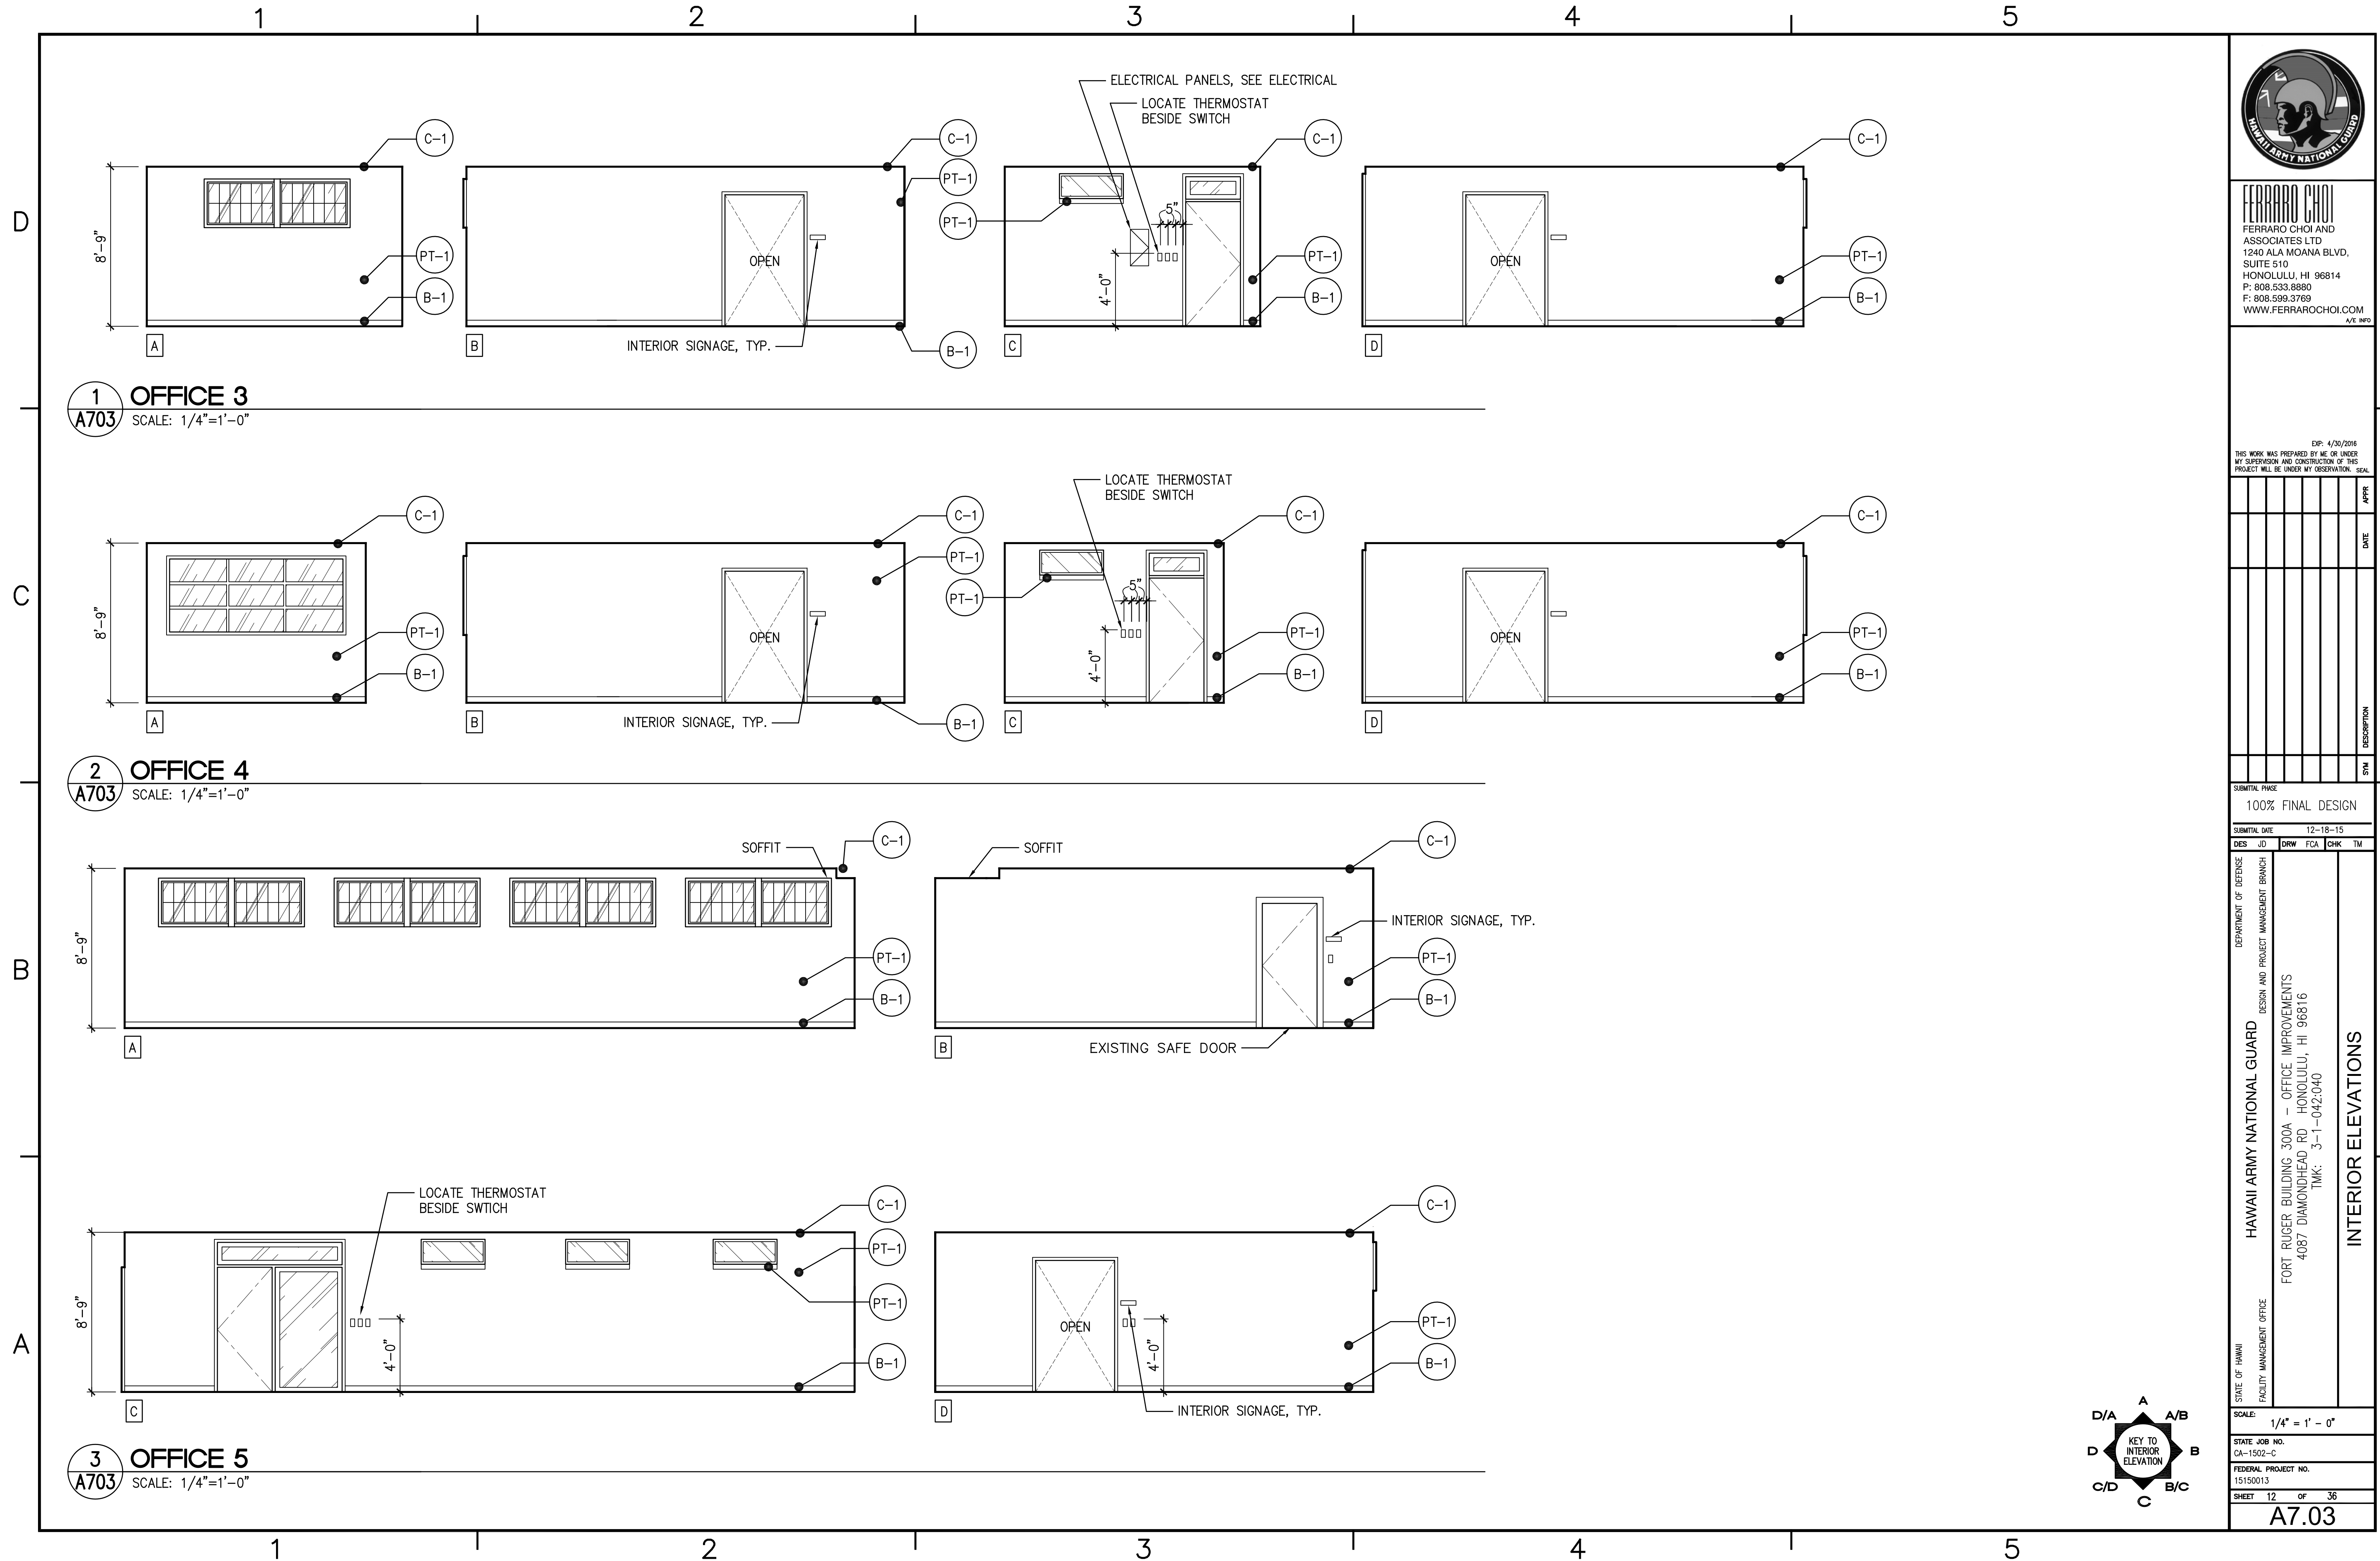 1
2
3
4
5
D
C
B
A
ELECTRICAL PANELS, SEE ELECTRICAL
LOCATE THERMOSTAT
BESIDE SWITCH
C-1
C-1
C-1
C-1
PT-1
PT-1
8'-9"
PT-1
B-1
OPEN
5"
4'-0"
PT-1
B-1
OPEN
PT-1
B-1
A
B
INTERIOR SIGNAGE, TYP.
B-1
C
D
1
A703
OFFICE 3
SCALE: 1/4"=1'-0"
LOCATE THERMOSTAT
BESIDE SWITCH
C-1
C-1
C-1
C-1
PT-1
PT-1
8'-9"
PT-1
B-1
OPEN
5"
4'-0"
PT-1
B-1
OPEN
PT-1
B-1
A
B
INTERIOR SIGNAGE, TYP.
B-1
C
D
2
A703
OFFICE 4
SCALE: 1/4"=1'-0"
SOFFIT
C-1
SOFFIT
C-1
8'-9"
PT-1
B-1
INTERIOR SIGNAGE, TYP.
PT-1
B-1
A
B
EXISTING SAFE DOOR
LOCATE THERMOSTAT
BESIDE SWTICH
C-1
PT-1
PT-1
B-1
8'-9"
4'-0"
C-1
OPEN
4'-0"
PT-1
B-1
C
D
INTERIOR SIGNAGE, TYP.
3
A703
OFFICE 5
SCALE: 1/4"=1'-0"
A
D/A
A/B
D
KEY TO
INTERIOR
ELEVATION
B
C/D
B/C
C
1
2
3
4
5
HAWAII ARMY NATIONAL GUARD
FERRARO CHOI
FERRARO CHOI AND
ASSOCIATES LTD
1240 ALA MOANA BLVD,
SUITE 510
HONOLULU, HI 96814
P: 808.533.8880
F: 808.599.3769
WWW.FERRAROCHOI.COM
A/E INFO
EXP: 4/30/2016
THIS WORK WAS PREPARED BY ME OR UNDER
MY SUPERVISION AND CONSTRUCTION OF THIS
PROJECT WILL BE UNDER MY OBSERVATION. SEAL
APPR
DATE
DESCRIPTION
SYM
SUBMITTAL PHASE
100% FINAL DESIGN
SUBMITTAL DATE 12-18-15
DES JD DRW FCA CHK TM
STATE OF HAWAII DEPARTMENT OF DEFENSE
HAWAII ARMY NATIONAL GUARD
FACILITY MANAGEMENT OFFICE DESIGN AND PROJECT MANAGEMENT BRANCH
FORT RUGER BUILDING 300A - OFFICE IMPROVEMENTS
4087 DIAMONDHEAD RD HONOLULU, HI 96816
TMK: 3-1-042:040
INTERIOR ELEVATIONS
SCALE:
1/4" = 1' - 0"
STATE JOB NO.
CA-1502-C
FEDERAL PROJECT NO.
15150013
SHEET 12 OF 36
A7.03